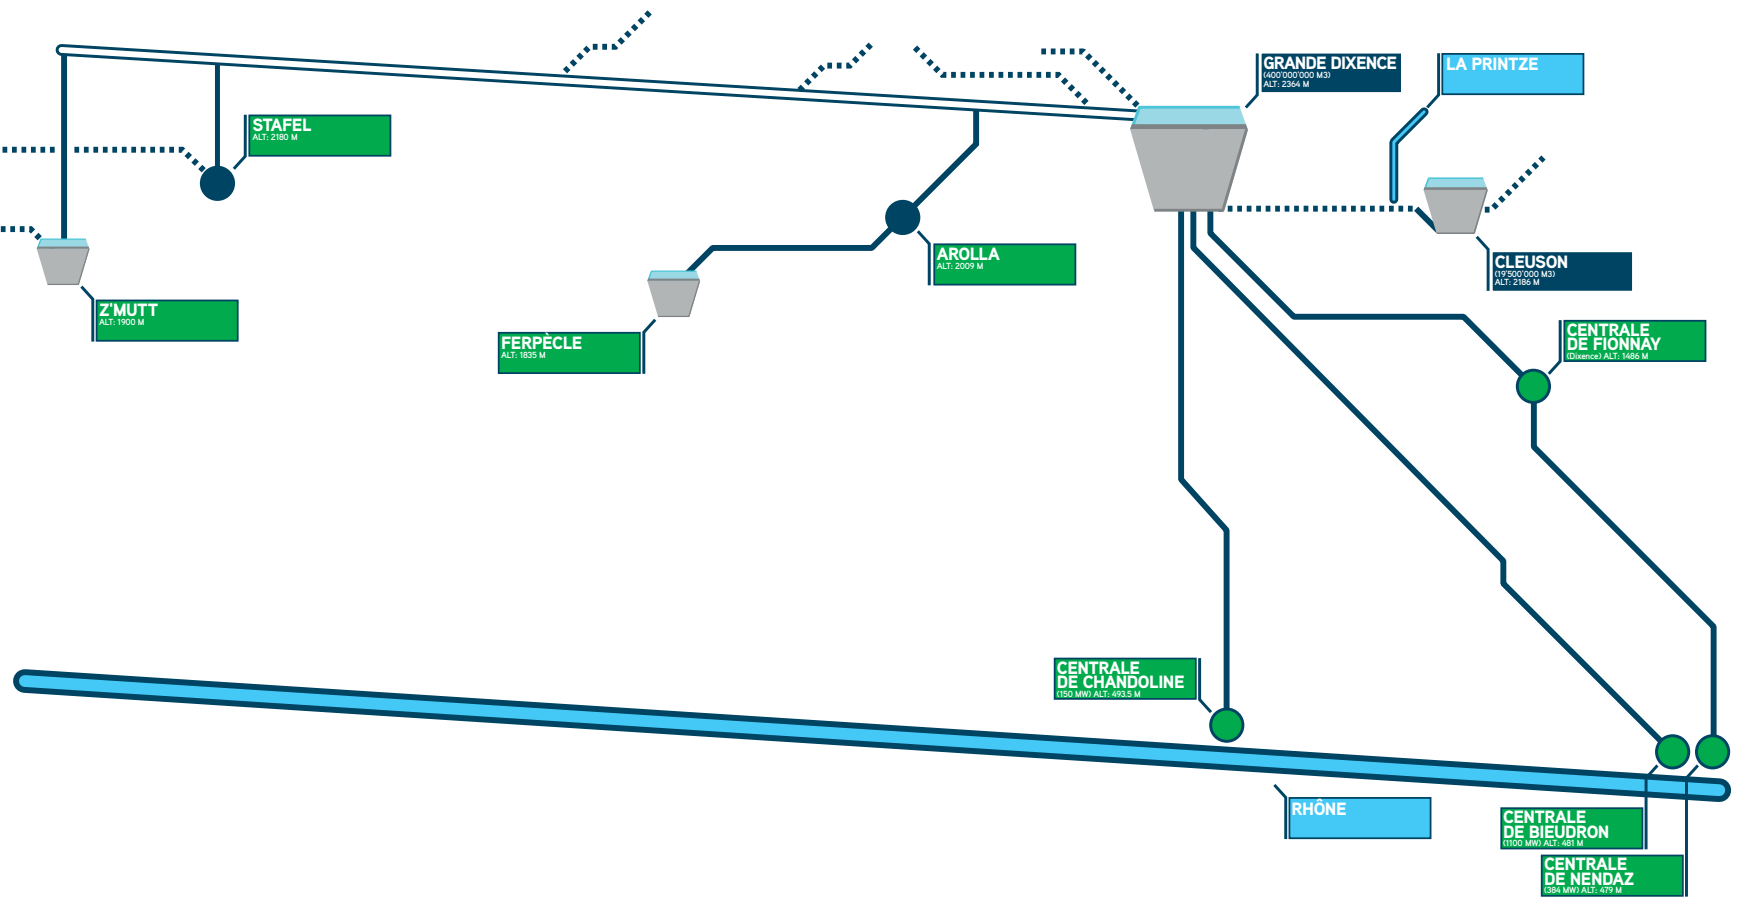 GRANDE DIXENCE
(400'000'000 M3)
ALT: 2364 M
LA PRINTZE
STAFEL
ALT: 2180 M
AROLLA
ALT: 2009 M
CLEUSON
(19'500'000 M3)
ALT: 2186 M
Z'MUTT
ALT: 1900 M
FERPÈCLE
ALT: 1835 M
CENTRALE
DE FIONNAY
(Dixence) ALT: 1486 M
CENTRALE
DE CHANDOLINE
(150 MW) ALT: 493.5 M
RHÔNE
CENTRALE
DE BIEUDRON
(1100 MW) ALT: 481 M
CENTRALE
DE NENDAZ
(384 MW) ALT: 479 M